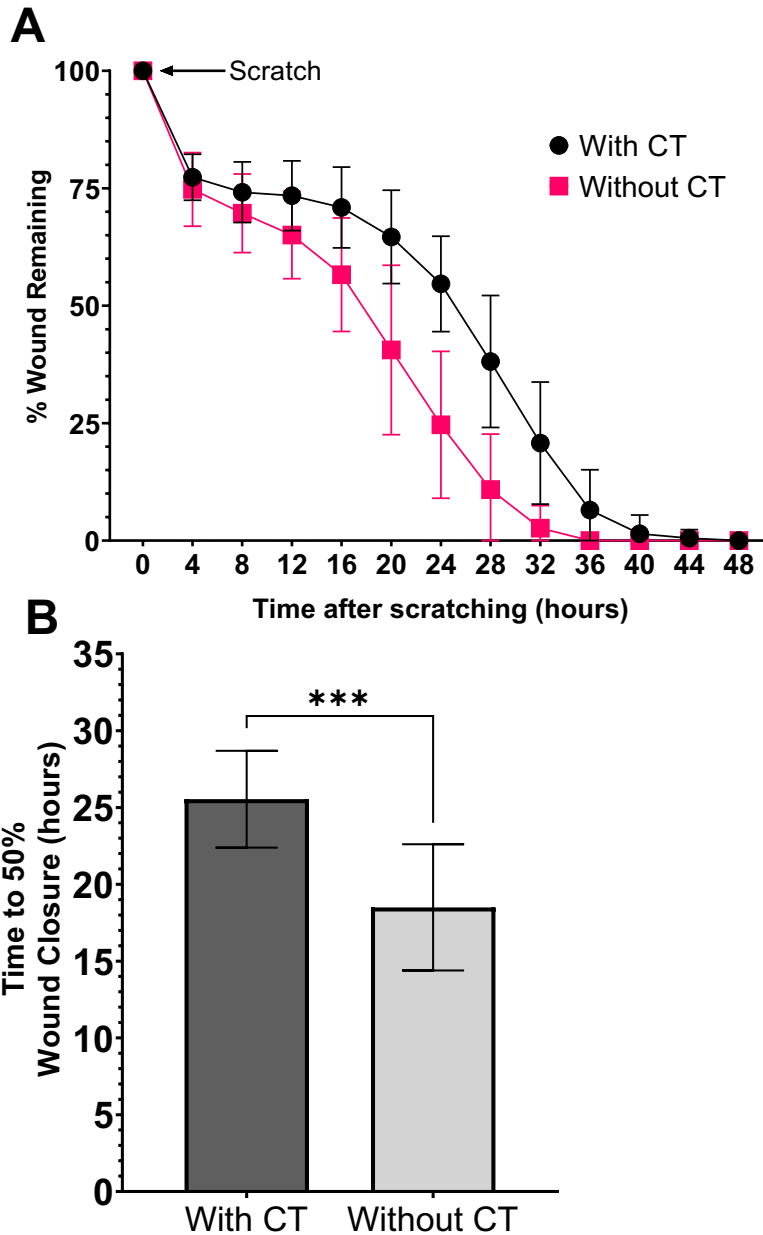 A
% Wound Remaining
100
75
50
25
0
Scratch
With CT
Without CT
0 4 8 12 16 20 24 28 32 36 40 44 48
Time after scratching (hours)
B
Time to 50%
Wound Closure (hours)
35
30
25
20
15
10
5
0
***
With CT Without CT